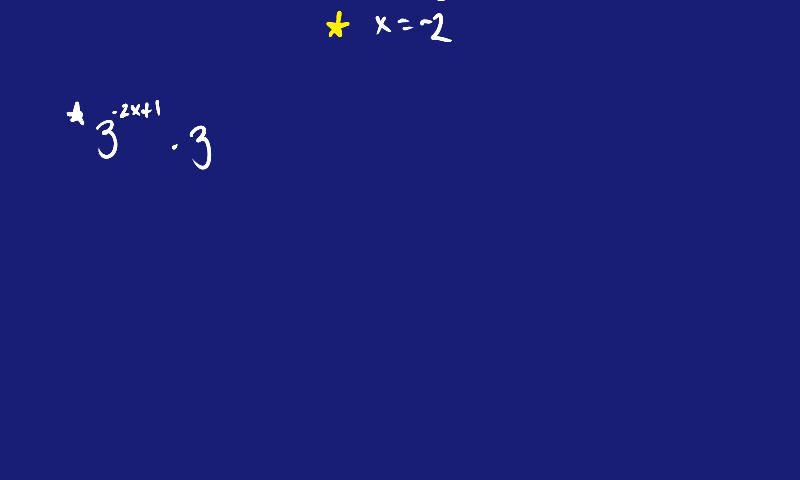 ★ x = -2
★ 3^{-2x+1} · 3